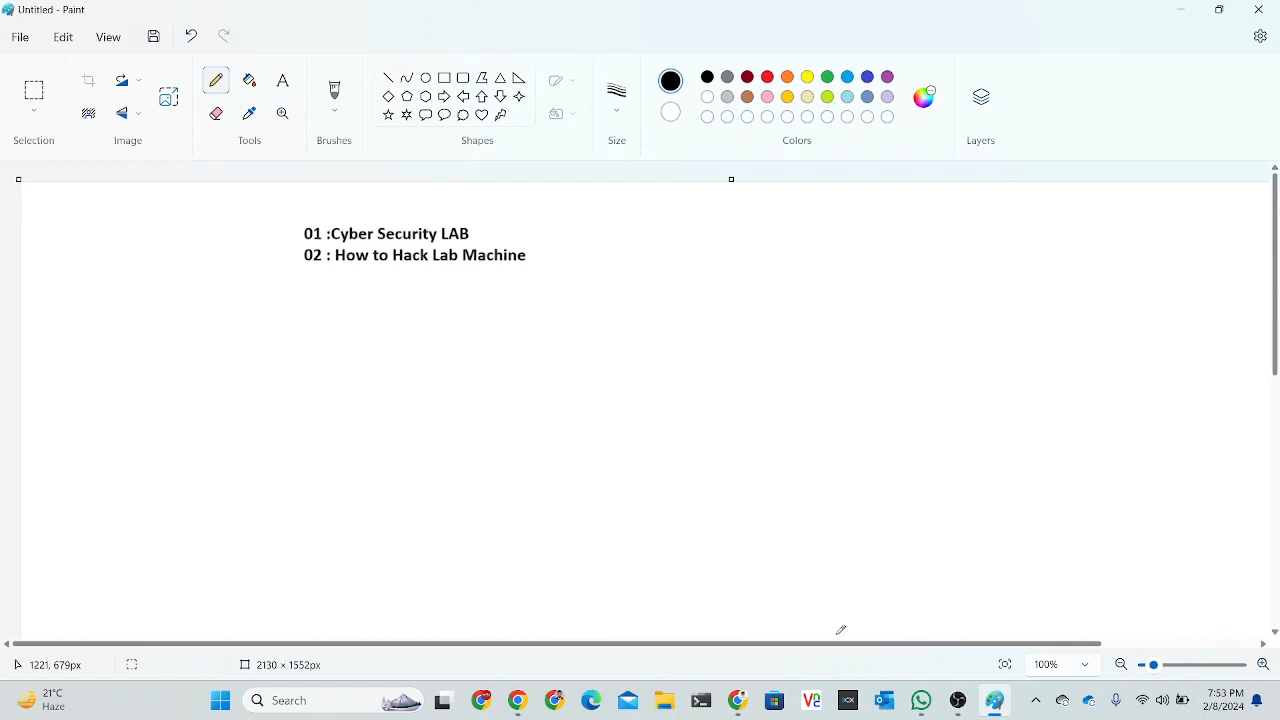 Untitled - Paint
File Edit View
Selection Image Tools Brushes Shapes Size Colors Layers
01 :Cyber Security LAB
02 : How to Hack Lab Machine
1221, 679px 2130 × 1552px 100%
21°C
Haze
Search
7:53 PM
2/8/2024